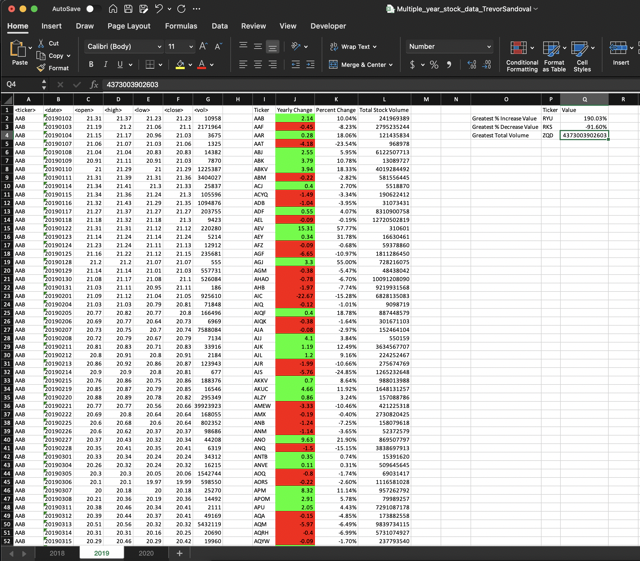 AutoSave Multiple_year_stock_data_TrevorSandoval
Home Insert Draw Page Layout Formulas Data Review View Developer
Paste Cut Copy Format Calibri (Body) 11 Wrap Text Merge & Center Number Conditional Formatting Format as Table Cell Styles Insert
Q4 fx 4373003902603
A B C D E F G H I J K L M N O P Q R
1 <ticker> <date> <open> <high> <low> <close> <vol> Ticker Yearly Change Percent Change Total Stock Volume Ticker Value
2 AAB 20190102 21.31 21.37 21.23 21.23 10958 AAB 2.14 10.04% 241969389 Greatest % Increase Value RYU 190.03%
3 AAB 20190103 21.19 21.2 21.06 21.1 2171964 AAF -0.45 -8.23% 2795235244 Greatest % Decrease Value RKS -91.60%
4 AAB 20190104 21.15 21.17 20.96 21.03 3675 AAR 0.28 18.06% 121435834 Greatest Total Volume ZQD 4373003902603
5 AAB 20190107 21.06 21.07 21.03 21.06 1325 AAT -4.18 -23.54% 968978
6 AAB 20190108 21.04 21.04 20.83 20.83 14382 ABJ 2.55 5.95% 6112507713
7 AAB 20190109 20.91 21.11 20.91 21.03 7870 ABK 3.79 10.78% 13089727
8 AAB 20190110 21 21.29 21 21.29 1225387 ABKV 3.94 18.33% 4019284492
9 AAB 20190111 21.31 21.39 21.31 21.36 3404027 ABM -0.22 -2.82% 581556445
10 AAB 20190114 21.34 21.41 21.3 21.33 25837 ACJ 0.4 2.70% 5518870
11 AAB 20190115 21.34 21.36 21.24 21.3 105596 ACYQ -1.49 -3.34% 190622412
12 AAB 20190116 21.32 21.43 21.29 21.35 1094876 ADB -1.04 -3.95% 31073431
13 AAB 20190117 21.27 21.37 21.27 21.27 203755 ADF 0.55 4.07% 8310900758
14 AAB 20190118 21.18 21.32 21.18 21.3 9423 AEL -0.09 -0.19% 12720502819
15 AAB 20190122 21.31 21.31 21.12 21.12 220280 AEV 15.31 57.77% 310601
16 AAB 20190124 21.14 21.14 21.14 21.14 5214 AEY 0.34 31.78% 16630461
17 AAB 20190124 21.23 21.24 21.11 21.13 12912 AFZ -0.09 -0.68% 59378860
18 AAB 20190125 21.16 21.22 21.12 21.15 235681 AGF -6.65 -10.97% 1811286450
19 AAB 20190128 21.2 21.2 21.07 21.07 555 AGJ 3.3 55.00% 728216075
20 AAB 20190129 21.14 21.14 21.01 21.03 557731 AGM -0.38 -5.47% 48438042
21 AAB 20190130 21.08 21.17 21.08 21.1 526084 AHAO -0.78 -6.70% 10091208090
22 AAB 20190131 21.03 21.11 20.95 21.11 186 AHB -1.97 -7.74% 9219931568
23 AAB 20190201 21.09 21.12 21.04 21.05 925610 AIC -22.67 -15.28% 6828135083
24 AAB 20190204 21.03 21.03 20.79 20.81 71848 AIQ -0.12 -1.01% 9098719
25 AAB 20190205 20.77 20.82 20.77 20.8 166496 AIQF 0.4 18.78% 887448579
26 AAB 20190206 20.69 20.77 20.64 20.73 6969 AIQK -0.38 -1.64% 301671103
27 AAB 20190207 20.73 20.75 20.7 20.74 7588084 AJA -0.08 -2.97% 152464104
28 AAB 20190208 20.72 20.79 20.67 20.79 7134 AJJ 4.1 3.84% 550159
29 AAB 20190211 20.81 20.83 20.71 20.83 33916 AJK 1.19 12.49% 3634567707
30 AAB 20190212 20.8 20.91 20.8 20.91 2184 AJL 1.2 9.16% 224252467
31 AAB 20190213 20.86 20.92 20.86 20.87 123943 AJR -1.99 -10.66% 275674769
32 AAB 20190214 20.9 20.9 20.8 20.81 677 AJS -5.76 -24.85% 1265232648
33 AAB 20190215 20.76 20.86 20.75 20.86 188376 AKKV 0.7 8.64% 988013988
34 AAB 20190219 20.85 20.87 20.79 20.85 16546 AKUC 4.66 11.92% 1648131257
35 AAB 20190220 20.88 20.89 20.78 20.82 295349 ALZY 0.86 3.24% 157088786
36 AAB 20190221 20.77 20.77 20.56 20.66 39923923 AMEW -3.33 -10.46% 421225318
37 AAB 20190222 20.69 20.8 20.64 20.64 168055 AMX -0.19 -0.40% 2730820425
38 AAB 20190225 20.6 20.68 20.6 20.64 802352 ANB -1.24 -7.25% 158079618
39 AAB 20190226 20.6 20.62 20.37 20.37 98686 ANM -1.14 -3.65% 52372579
40 AAB 20190227 20.37 20.43 20.32 20.34 44208 ANO 9.63 21.90% 869507797
41 AAB 20190228 20.35 20.41 20.35 20.41 6319 ANQ -1.5 -15.15% 3838697913
42 AAB 20190301 20.33 20.34 20.24 20.24 34312 ANTB 0.35 0.74% 15391620
43 AAB 20190304 20.26 20.31 20.24 20.32 16215 ANVE 0.11 0.31% 509645645
44 AAB 20190305 20.3 20.3 20.05 20.06 1542744 AOQ -0.8 -1.74% 69031417
45 AAB 20190306 20.1 20.1 19.97 19.99 598550 AORS -0.22 -2.60% 1116581028
46 AAB 20190307 20 20.18 20 20.18 25270 APM 8.32 11.14% 957262792
47 AAB 20190308 20.21 20.36 20.19 20.36 14492 APOM 2.91 5.78% 79989257
48 AAB 20190311 20.38 20.46 20.34 20.41 2111 APU 2.05 4.43% 7291087178
49 AAB 20190312 20.39 20.44 20.37 20.41 20.49 AQA -0.15 -4.85% 173882558
50 AAB 20190313 20.51 20.56 20.32 20.32 5432119 AQM -5.97 -6.49% 9839734115
51 AAB 20190314 20.31 20.31 20.16 20.25 20690 AQRH -0.4 -6.99% 5731074927
52 AAB 20190315 20.29 20.46 20.29 20.42 19960 AQYW -0.09 -1.70% 237793540
2018 2019 2020 +